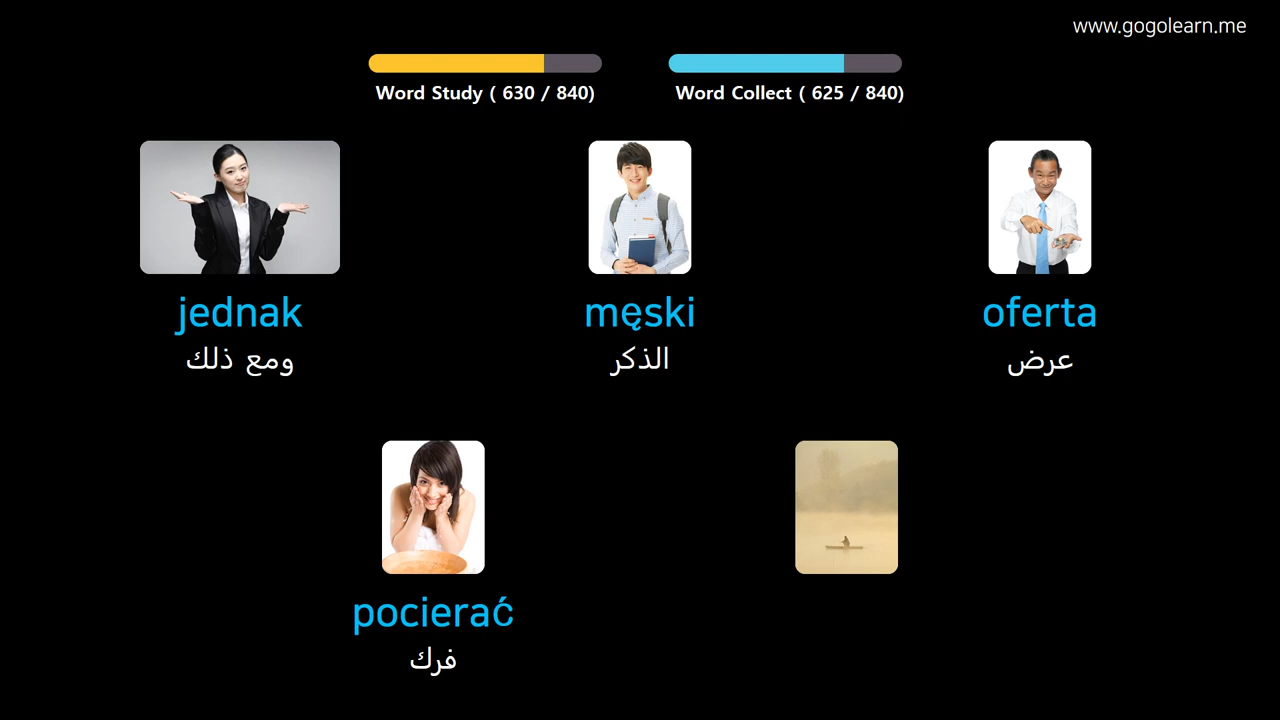 www.gogolearn.me
Word Study ( 630 / 840)
Word Collect ( 625 / 840)
jednak
ومع ذلك
męski
الذكر
oferta
عرض
pocierać
فرك